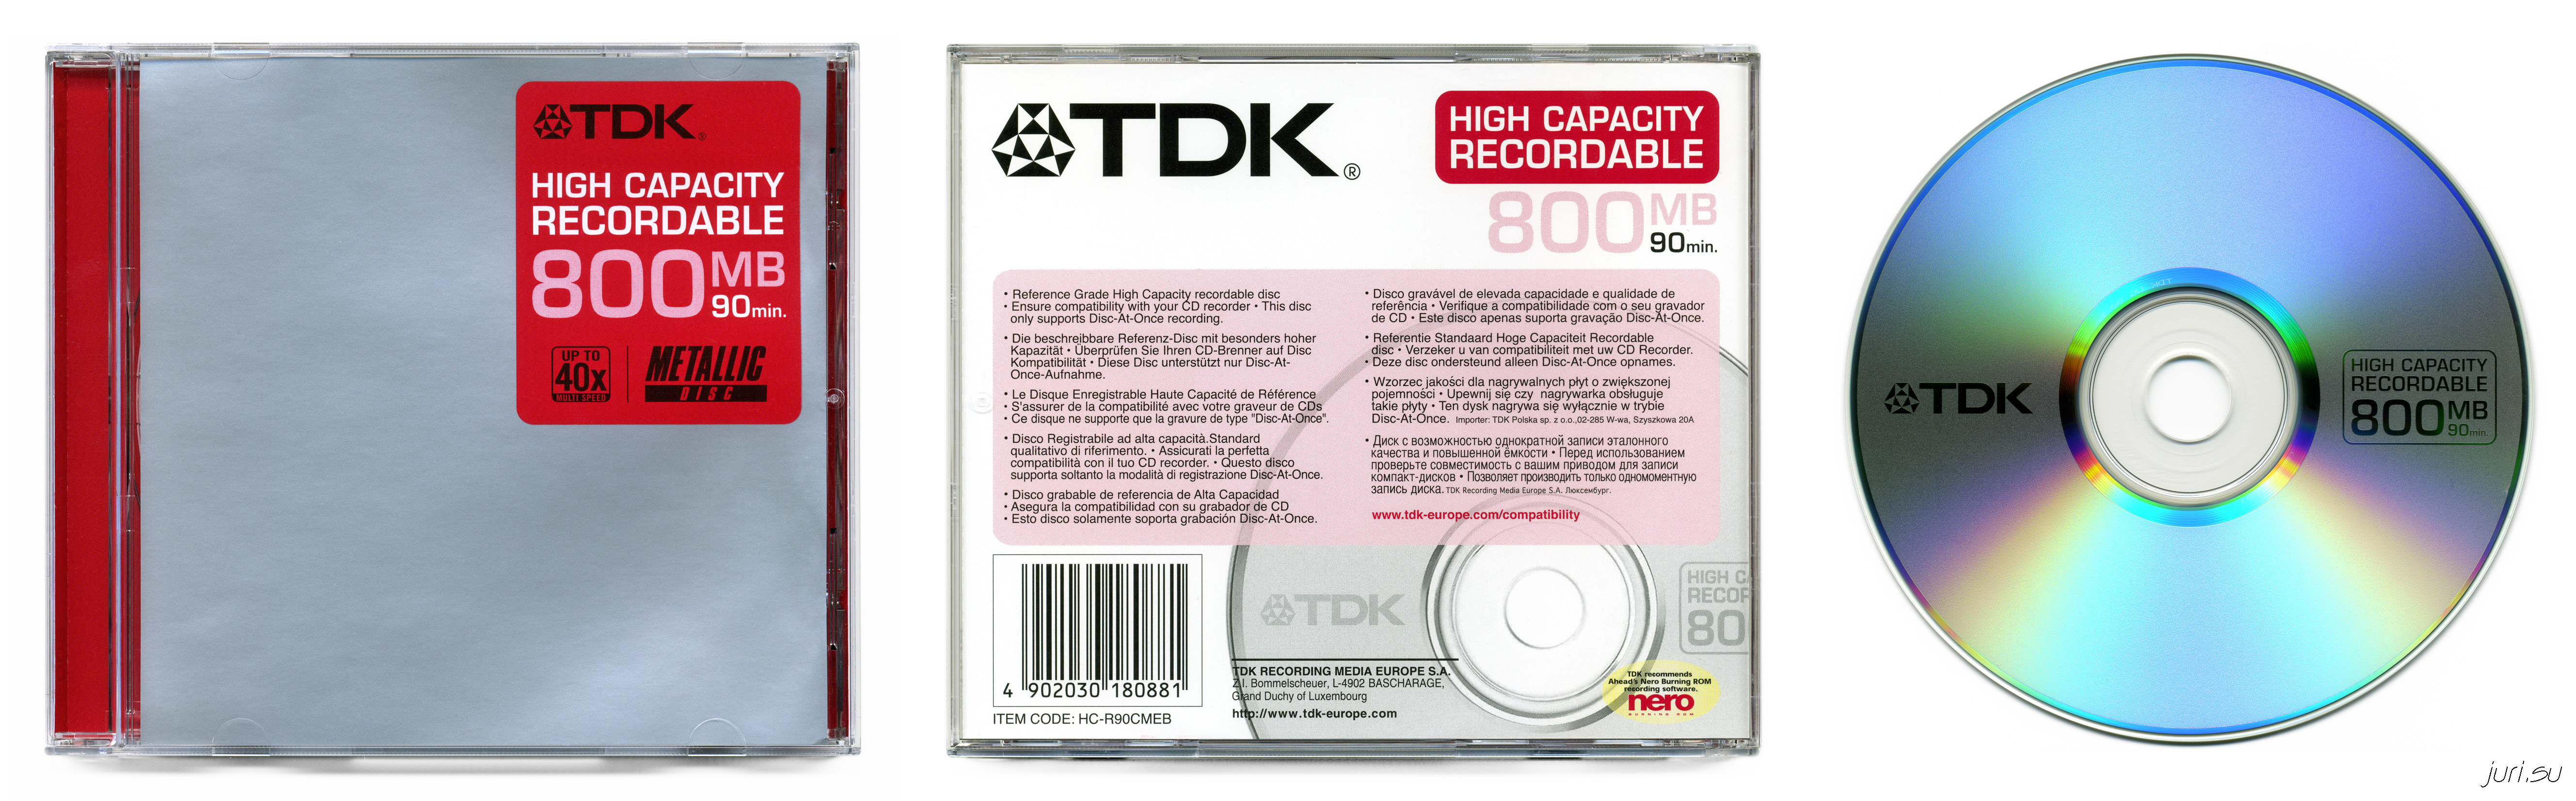 TDK®
HIGH CAPACITY
RECORDABLE
800MB
90min.
UP TO
40x
MULTI SPEED
METALLIC
DISC
TDK®
HIGH CAPACITY
RECORDABLE
800MB
90min.
• Reference Grade High Capacity recordable disc
• Ensure compatibility with your CD recorder • This disc
only supports Disc-At-Once recording.
• Die beschreibbare Referenz-Disc mit besonders hoher
Kapazität • Überprüfen Sie Ihren CD-Brenner auf Disc
Kompatibilität • Diese Disc unterstützt nur Disc-At-
Once-Aufnahme.
• Le Disque Enregistrable Haute Capacité de Référence
• S'assurer de la compatibilité avec votre graveur de CDs
• Ce disque ne supporte que la gravure de type "Disc-At-Once".
• Disco Registrabile ad alta capacità.Standard
qualitativo di riferimento. • Assicurati la perfetta
compatibilità con il tuo CD recorder. • Questo disco
supporta soltanto la modalità di registrazione Disc-At-Once.
• Disco grabable de referencia de Alta Capacidad
• Asegura la compatibilidad con su grabador de CD
• Esto disco solamente soporta grabación Disc-At-Once.
• Disco gravável de elevada capacidade e qualidade de
referência • Verifique a compatibilidade com o seu gravador
de CD • Este disco apenas suporta gravação Disc-At-Once.
• Referentie Standaard Hoge Capaciteit Recordable
disc • Verzeker u van compatibiliteit met uw CD Recorder.
• Deze disc ondersteund alleen Disc-At-Once opnames.
• Wzorzec jakości dla nagrywalnych płyt o zwiększonej
pojemności • Upewnij się czy nagrywarka obsługuje
takie płyty • Ten dysk nagrywa się wyłącznie w trybie
Disc-At-Once. Importer: TDK Polska sp. z o.o.,02-285 W-wa, Szyszkowa 20A
• Диск с возможностью однократной записи эталонного
качества и повышенной ёмкости • Перед использованием
проверьте совместимость с вашим приводом для записи
компакт-дисков • Позволяет производить только одномоментную
запись диска. TDK Recording Media Europe S.A. Люксембург.
www.tdk-europe.com/compatibility
4 902030 180881
ITEM CODE: HC-R90CMEB
TDK
HIGH CA
RECOR
80
TDK RECORDING MEDIA EUROPE S.A.
Z.I. Bommelscheuer, L-4902 BASCHARAGE,
Grand Duchy of Luxembourg
http://www.tdk-europe.com
TDK recommends
Ahead's Nero Burning ROM
recording software.
nero
BURNING ROM
TDK
HIGH CAPACITY
RECORDABLE
800MB
90min.
juri.su